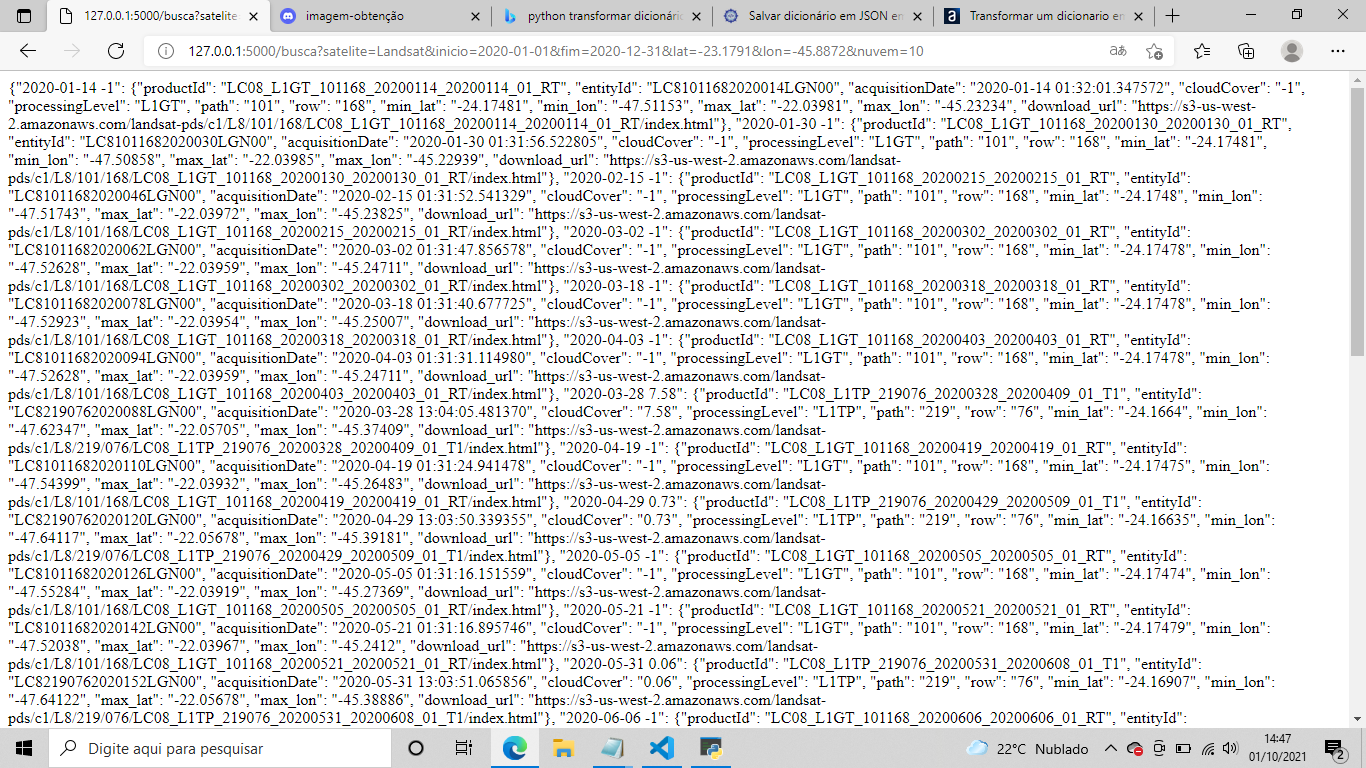 127.0.0.1:5000/busca?satelite
imagem-obtenção
python transformar dicionári
Salvar dicionário em JSON en
Transformar um dicionario en
127.0.0.1:5000/busca?satelite=Landsat&inicio=2020-01-01&fim=2020-12-31&lat=-23.1791&lon=-45.8872&nuvem=10
aあ
{"2020-01-14 -1": {"productId": "LC08_L1GT_101168_20200114_20200114_01_RT", "entityId": "LC81011682020014LGN00", "acquisitionDate": "2020-01-14 01:32:01.347572", "cloudCover": "-1",
"processingLevel": "L1GT", "path": "101", "row": "168", "min_lat": "-24.17481", "min_lon": "-47.51153", "max_lat": "-22.03981", "max_lon": "-45.23234", "download_url": "https://s3-us-west-
2.amazonaws.com/landsat-pds/c1/L8/101/168/LC08_L1GT_101168_20200114_20200114_01_RT/index.html"}, "2020-01-30 -1": {"productId": "LC08_L1GT_101168_20200130_20200130_01_RT",
"entityId": "LC81011682020030LGN00", "acquisitionDate": "2020-01-30 01:31:56.522805", "cloudCover": "-1", "processingLevel": "L1GT", "path": "101", "row": "168", "min_lat": "-24.17481",
"min_lon": "-47.50858", "max_lat": "-22.03985", "max_lon": "-45.22939", "download_url": "https://s3-us-west-2.amazonaws.com/landsat-
pds/c1/L8/101/168/LC08_L1GT_101168_20200130_20200130_01_RT/index.html"}, "2020-02-15 -1": {"productId": "LC08_L1GT_101168_20200215_20200215_01_RT", "entityId":
"LC81011682020046LGN00", "acquisitionDate": "2020-02-15 01:31:52.541329", "cloudCover": "-1", "processingLevel": "L1GT", "path": "101", "row": "168", "min_lat": "-24.1748", "min_lon":
"-47.51743", "max_lat": "-22.03972", "max_lon": "-45.23825", "download_url": "https://s3-us-west-2.amazonaws.com/landsat-
pds/c1/L8/101/168/LC08_L1GT_101168_20200215_20200215_01_RT/index.html"}, "2020-03-02 -1": {"productId": "LC08_L1GT_101168_20200302_20200302_01_RT", "entityId":
"LC81011682020062LGN00", "acquisitionDate": "2020-03-02 01:31:47.856578", "cloudCover": "-1", "processingLevel": "L1GT", "path": "101", "row": "168", "min_lat": "-24.17478", "min_lon":
"-47.52628", "max_lat": "-22.03959", "max_lon": "-45.24711", "download_url": "https://s3-us-west-2.amazonaws.com/landsat-
pds/c1/L8/101/168/LC08_L1GT_101168_20200302_20200302_01_RT/index.html"}, "2020-03-18 -1": {"productId": "LC08_L1GT_101168_20200318_20200318_01_RT", "entityId":
"LC81011682020078LGN00", "acquisitionDate": "2020-03-18 01:31:40.677725", "cloudCover": "-1", "processingLevel": "L1GT", "path": "101", "row": "168", "min_lat": "-24.17478", "min_lon":
"-47.52923", "max_lat": "-22.03954", "max_lon": "-45.25007", "download_url": "https://s3-us-west-2.amazonaws.com/landsat-
pds/c1/L8/101/168/LC08_L1GT_101168_20200318_20200318_01_RT/index.html"}, "2020-04-03 -1": {"productId": "LC08_L1GT_101168_20200403_20200403_01_RT", "entityId":
"LC81011682020094LGN00", "acquisitionDate": "2020-04-03 01:31:31.114980", "cloudCover": "-1", "processingLevel": "L1GT", "path": "101", "row": "168", "min_lat": "-24.17478", "min_lon":
"-47.52628", "max_lat": "-22.03959", "max_lon": "-45.24711", "download_url": "https://s3-us-west-2.amazonaws.com/landsat-
pds/c1/L8/101/168/LC08_L1GT_101168_20200403_20200403_01_RT/index.html"}, "2020-03-28 7.58": {"productId": "LC08_L1TP_219076_20200328_20200409_01_T1", "entityId":
"LC82190762020088LGN00", "acquisitionDate": "2020-03-28 13:04:05.481370", "cloudCover": "7.58", "processingLevel": "L1TP", "path": "219", "row": "76", "min_lat": "-24.1664", "min_lon":
"-47.62347", "max_lat": "-22.05705", "max_lon": "-45.37409", "download_url": "https://s3-us-west-2.amazonaws.com/landsat-
pds/c1/L8/219/076/LC08_L1TP_219076_20200328_20200409_01_T1/index.html"}, "2020-04-19 -1": {"productId": "LC08_L1GT_101168_20200419_20200419_01_RT", "entityId":
"LC81011682020110LGN00", "acquisitionDate": "2020-04-19 01:31:24.941478", "cloudCover": "-1", "processingLevel": "L1GT", "path": "101", "row": "168", "min_lat": "-24.17475", "min_lon":
"-47.54399", "max_lat": "-22.03932", "max_lon": "-45.26483", "download_url": "https://s3-us-west-2.amazonaws.com/landsat-
pds/c1/L8/101/168/LC08_L1GT_101168_20200419_20200419_01_RT/index.html"}, "2020-04-29 0.73": {"productId": "LC08_L1TP_219076_20200429_20200509_01_T1", "entityId":
"LC82190762020120LGN00", "acquisitionDate": "2020-04-29 13:03:50.339355", "cloudCover": "0.73", "processingLevel": "L1TP", "path": "219", "row": "76", "min_lat": "-24.16635", "min_lon":
"-47.64117", "max_lat": "-22.05678", "max_lon": "-45.39181", "download_url": "https://s3-us-west-2.amazonaws.com/landsat-
pds/c1/L8/219/076/LC08_L1TP_219076_20200429_20200509_01_T1/index.html"}, "2020-05-05 -1": {"productId": "LC08_L1GT_101168_20200505_20200505_01_RT", "entityId":
"LC81011682020126LGN00", "acquisitionDate": "2020-05-05 01:31:16.151559", "cloudCover": "-1", "processingLevel": "L1GT", "path": "101", "row": "168", "min_lat": "-24.17474", "min_lon":
"-47.55284", "max_lat": "-22.03919", "max_lon": "-45.27369", "download_url": "https://s3-us-west-2.amazonaws.com/landsat-
pds/c1/L8/101/168/LC08_L1GT_101168_20200505_20200505_01_RT/index.html"}, "2020-05-21 -1": {"productId": "LC08_L1GT_101168_20200521_20200521_01_RT", "entityId":
"LC81011682020142LGN00", "acquisitionDate": "2020-05-21 01:31:16.895746", "cloudCover": "-1", "processingLevel": "L1GT", "path": "101", "row": "168", "min_lat": "-24.17479", "min_lon":
"-47.52038", "max_lat": "-22.03967", "max_lon": "-45.2412", "download_url": "https://s3-us-west-2.amazonaws.com/landsat-
pds/c1/L8/101/168/LC08_L1GT_101168_20200521_20200521_01_RT/index.html"}, "2020-05-31 0.06": {"productId": "LC08_L1TP_219076_20200531_20200608_01_T1", "entityId":
"LC82190762020152LGN00", "acquisitionDate": "2020-05-31 13:03:51.065856", "cloudCover": "0.06", "processingLevel": "L1TP", "path": "219", "row": "76", "min_lat": "-24.16907", "min_lon":
"-47.64122", "max_lat": "-22.05678", "max_lon": "-45.38886", "download_url": "https://s3-us-west-2.amazonaws.com/landsat-
pds/c1/L8/219/076/LC08_L1TP_219076_20200531_20200608_01_T1/index.html"}, "2020-06-06 -1": {"productId": "LC08_L1GT_101168_20200606_20200606_01_RT", "entityId":
Digite aqui para pesquisar
22°C Nublado
14:47
01/10/2021
2